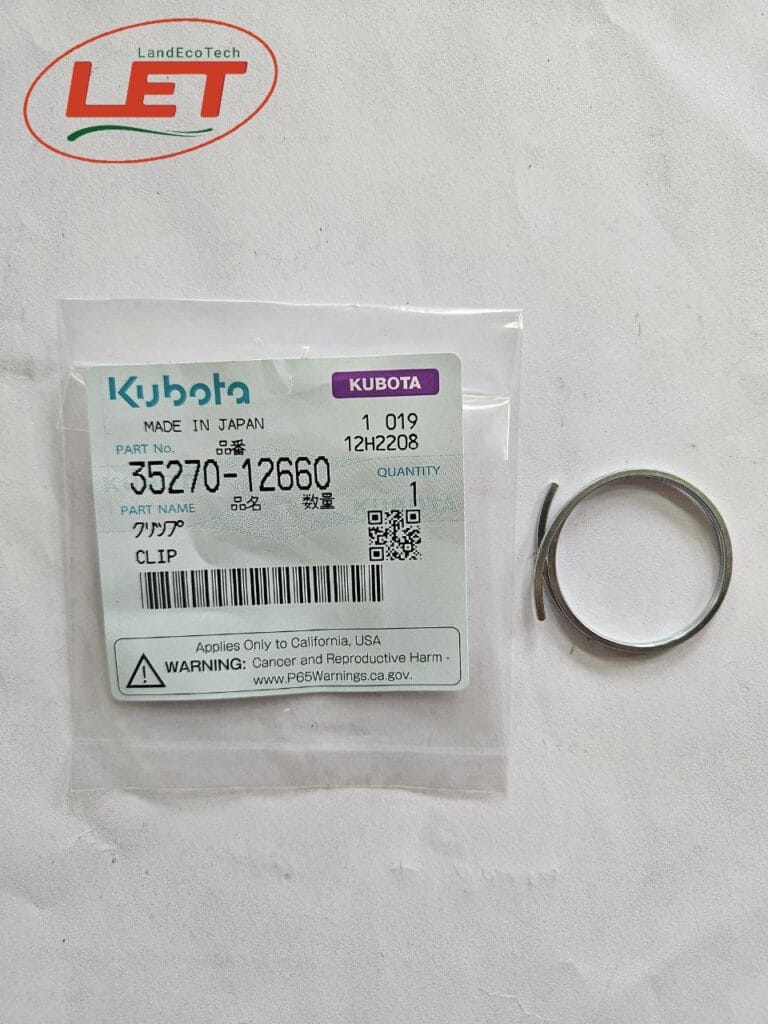 LandEcoTech
LET
Kubota
KUBOTA
MADE IN JAPAN
1 019
12H2208
PART No. 品番
35270-12660
QUANTITY
1
PART NAME 品名 数量
クリップ
CLIP
Applies Only to California, USA
WARNING: Cancer and Reproductive Harm -
www.P65Warnings.ca.gov.